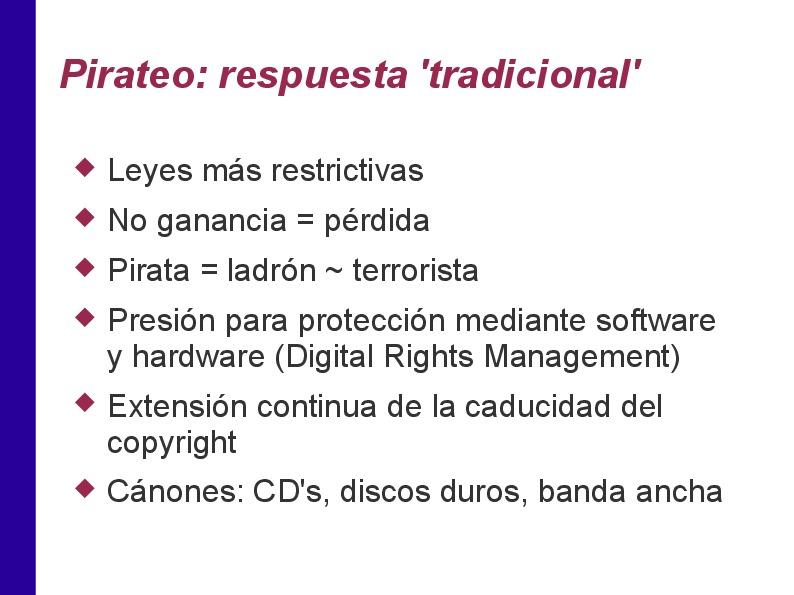 Pirateo: respuesta 'tradicional'
Leyes más restrictivas
No ganancia = pérdida
Pirata = ladrón ~ terrorista
Presión para protección mediante software
y hardware (Digital Rights Management)
Extensión continua de la caducidad del
copyright
Cánones: CD's, discos duros, banda ancha